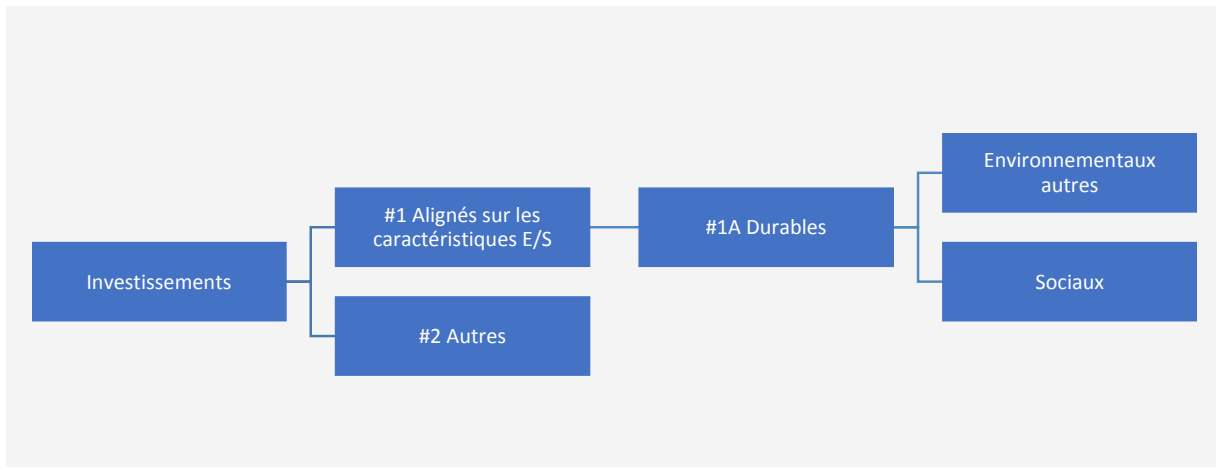 Investissements
#1 Alignés sur les
caractéristiques E/S
#2 Autres
#1A Durables
Environnementaux
autres
Sociaux